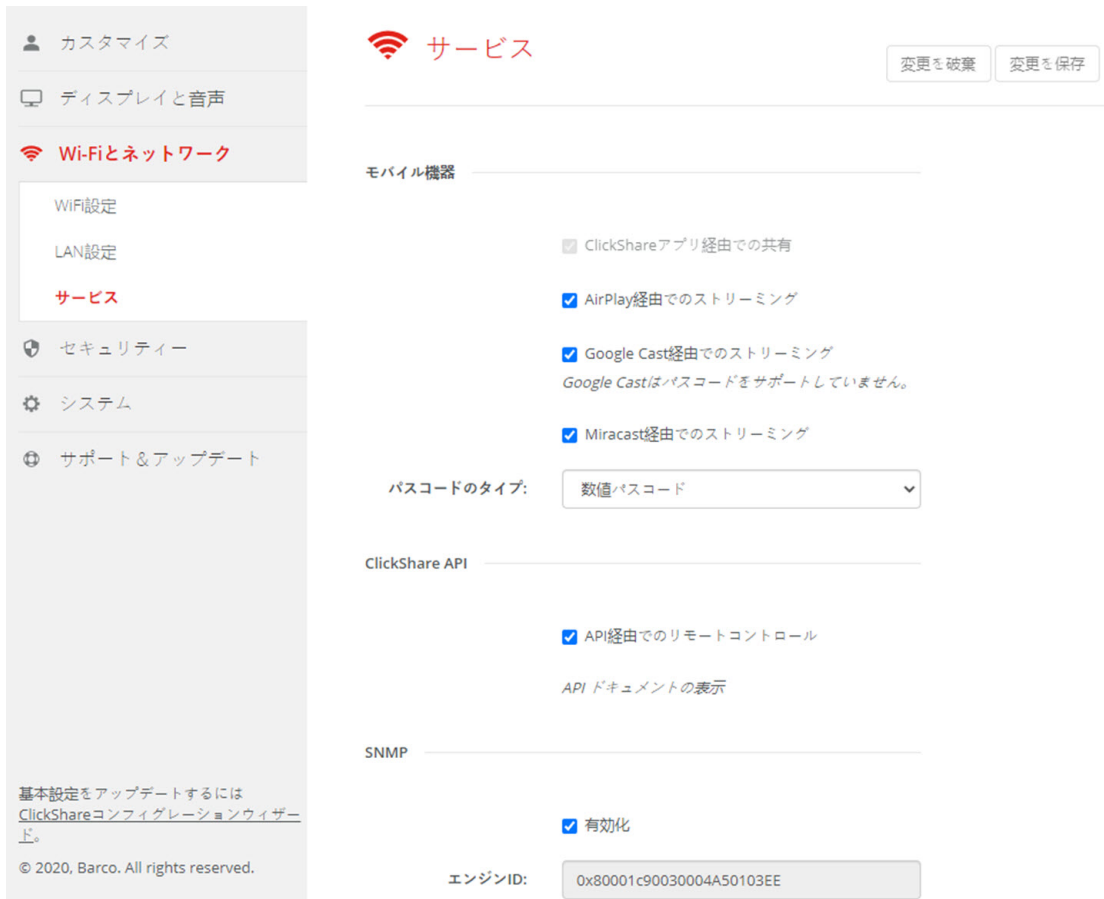 カスタマイズ
ディスプレイと音声
Wi-Fiとネットワーク
WiFi設定
LAN設定
サービス
セキュリティー
システム
サポート＆アップデート
基本設定をアップデートするには
ClickShareコンフィグレーションウィザー
ド。
© 2020, Barco. All rights reserved.
サービス
変更を破棄
変更を保存
モバイル機器
ClickShareアプリ経由での共有
AirPlay経由でのストリーミング
Google Cast経由でのストリーミング
Google Castはパスコードをサポートしていません。
Miracast経由でのストリーミング
パスコードのタイプ: 数値パスコード
ClickShare API
API経由でのリモートコントロール
API ドキュメントの表示
SNMP
有効化
エンジンID: 0x80001c90030004A50103EE